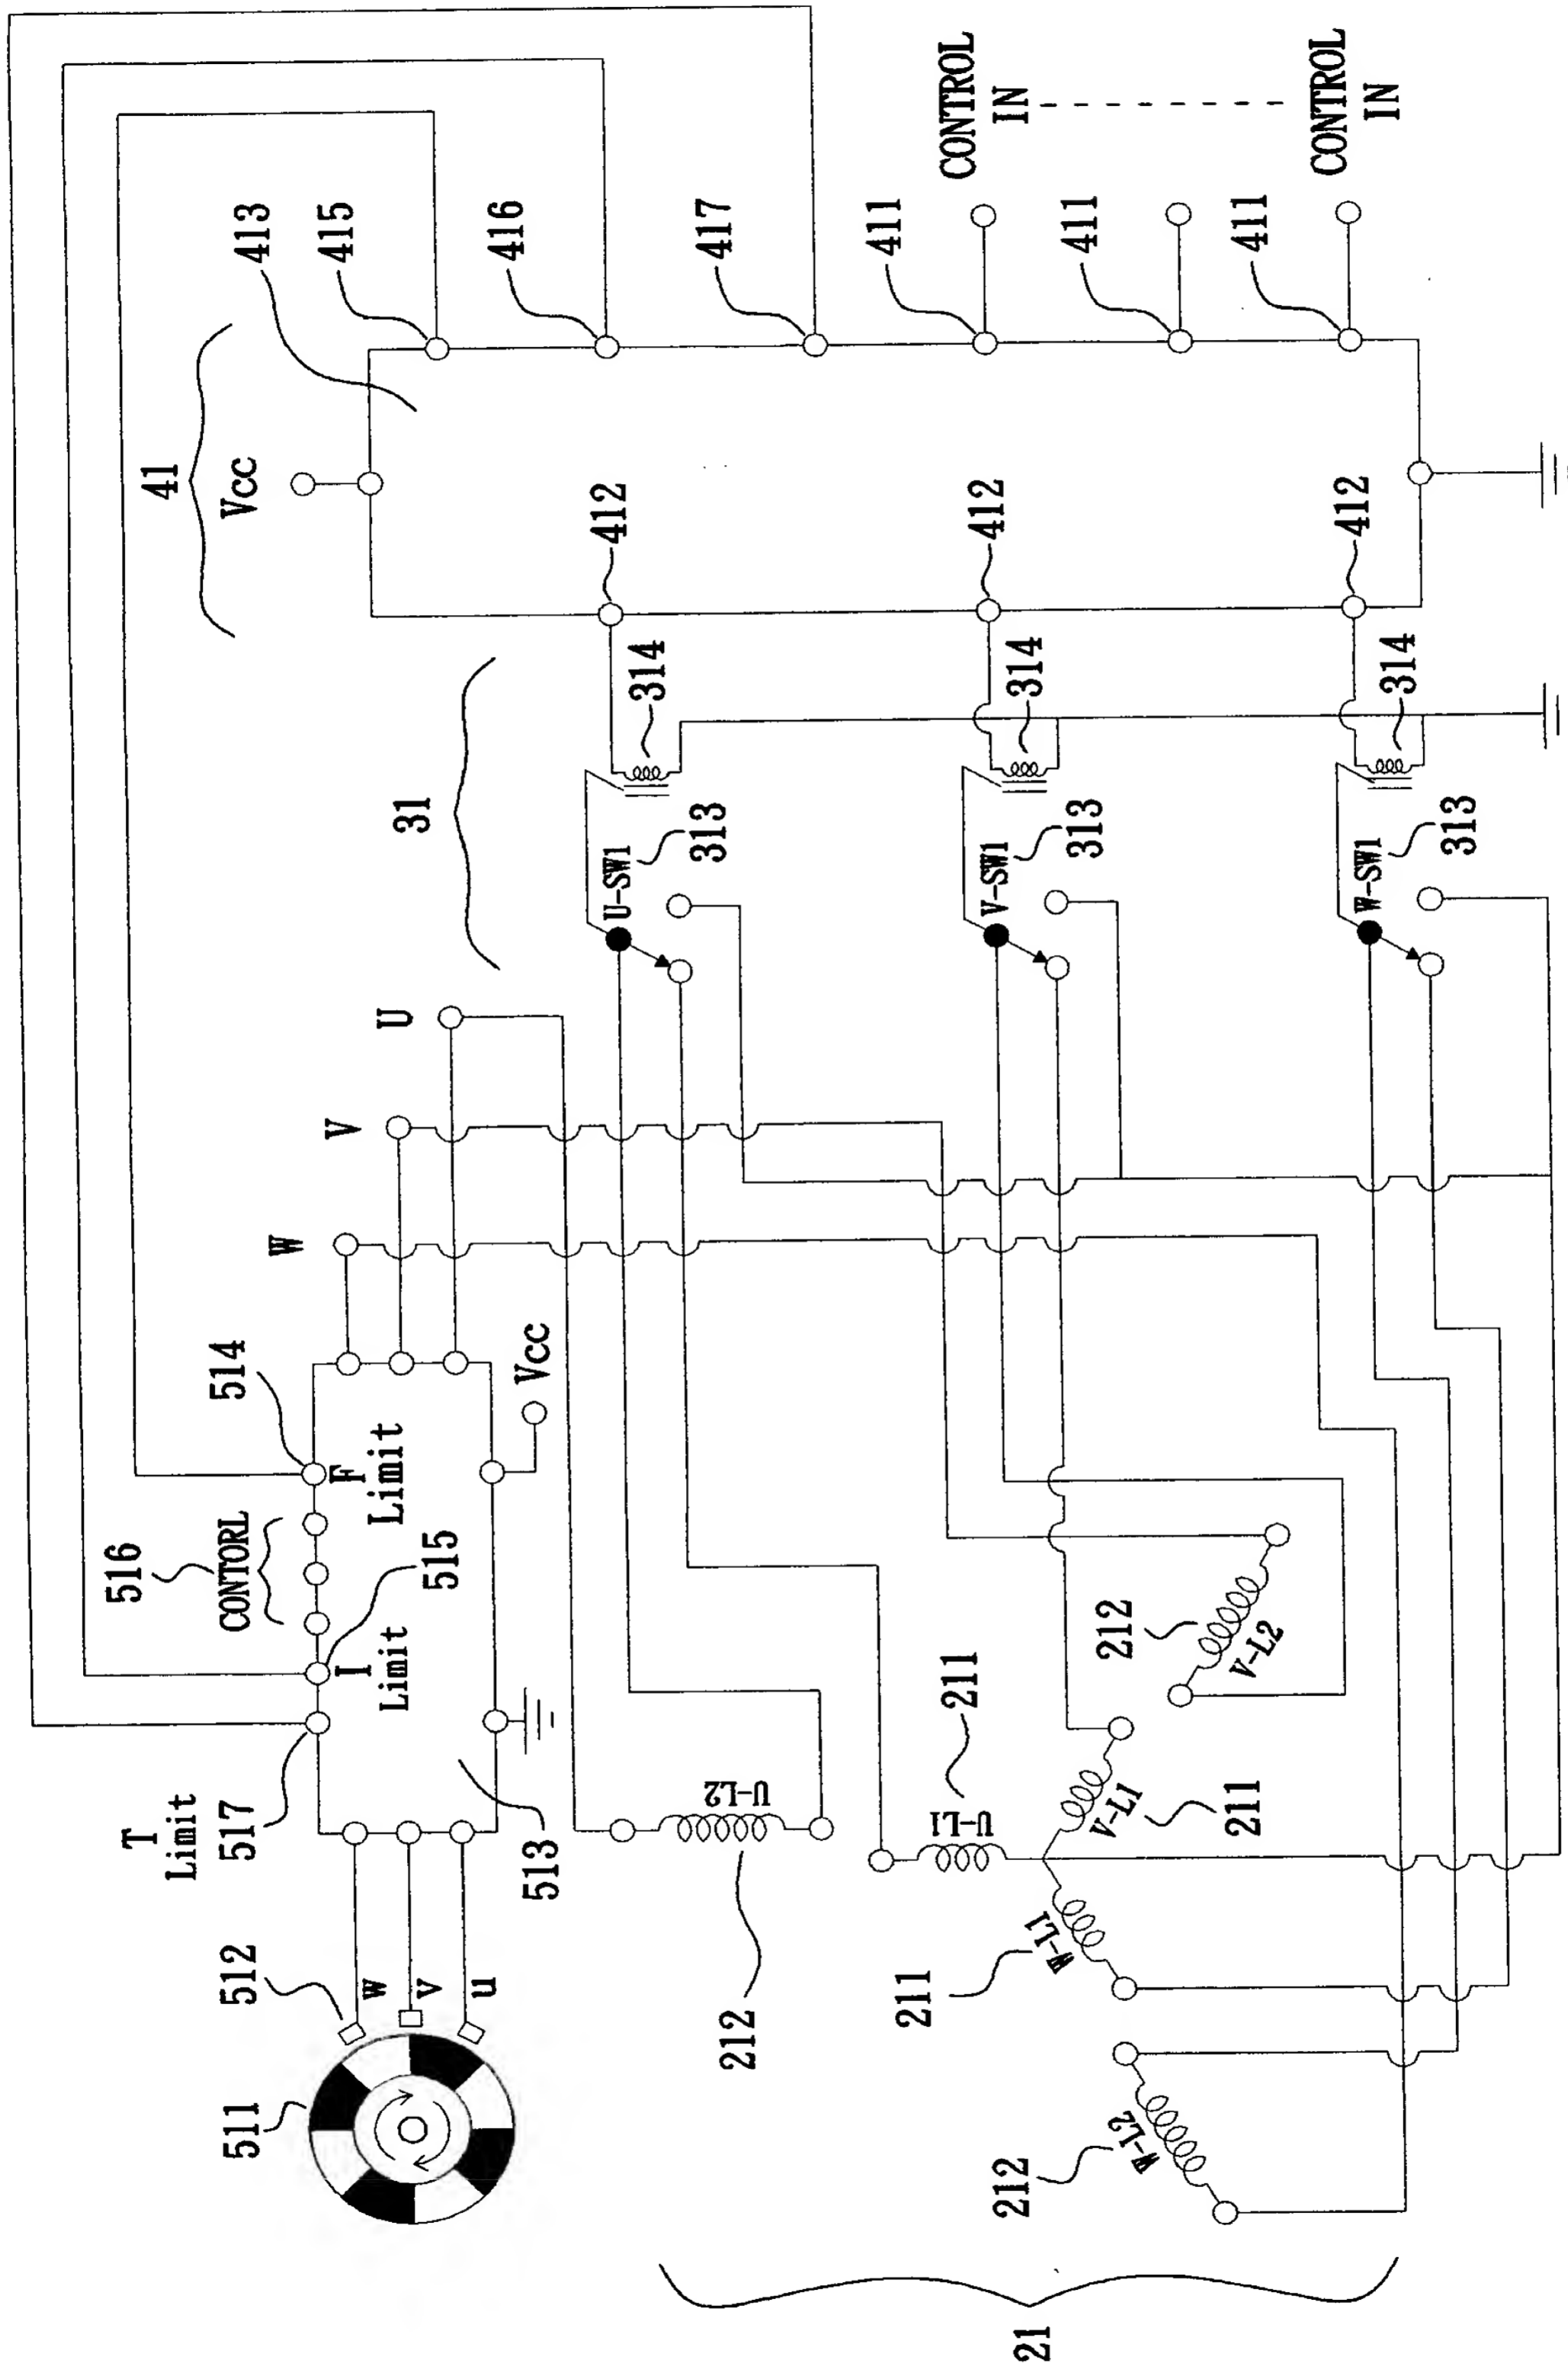 T
Limit
517
516
CONTORL
514
F
Limit
515
I
Limit
513
511
512
W
V
u
W
V
U
Vcc
41
Vcc
413
415
416
417
411
411
411
CONTROL
IN
CONTROL
IN
412
412
412
31
314
314
314
U-SW1
313
V-SW1
313
W-SW1
313
U-L2
212
U-L1
211
V-L1
211
W-L1
211
V-L2
212
W-L2
212
21